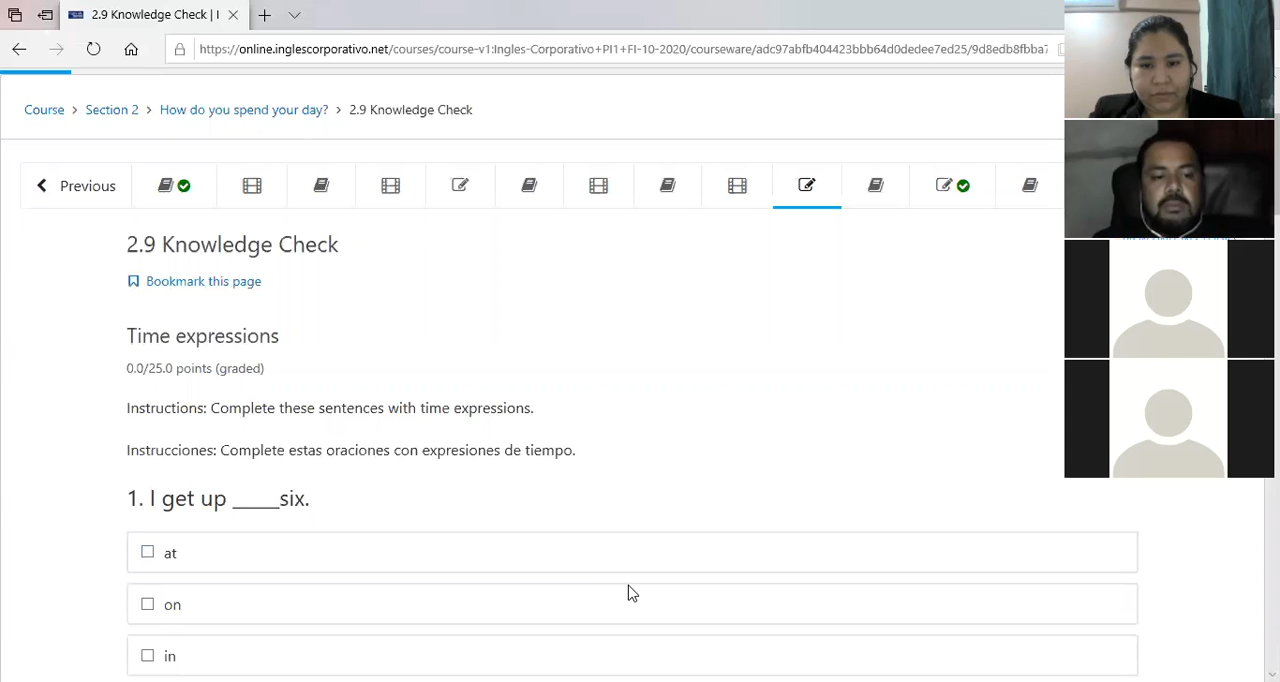 2.9 Knowledge Check | I
https://online.inglescorporativo.net/courses/course-v1:Ingles-Corporativo+PI1+FI-10-2020/courseware/adc97abfb404423bbb64d0dedee7ed25/9d8edb8fbba7
Course > Section 2 > How do you spend your day? > 2.9 Knowledge Check
Previous
2.9 Knowledge Check
Bookmark this page
Time expressions
0.0/25.0 points (graded)
Instructions: Complete these sentences with time expressions.
Instrucciones: Complete estas oraciones con expresiones de tiempo.
1. I get up _____six.
at
on
in